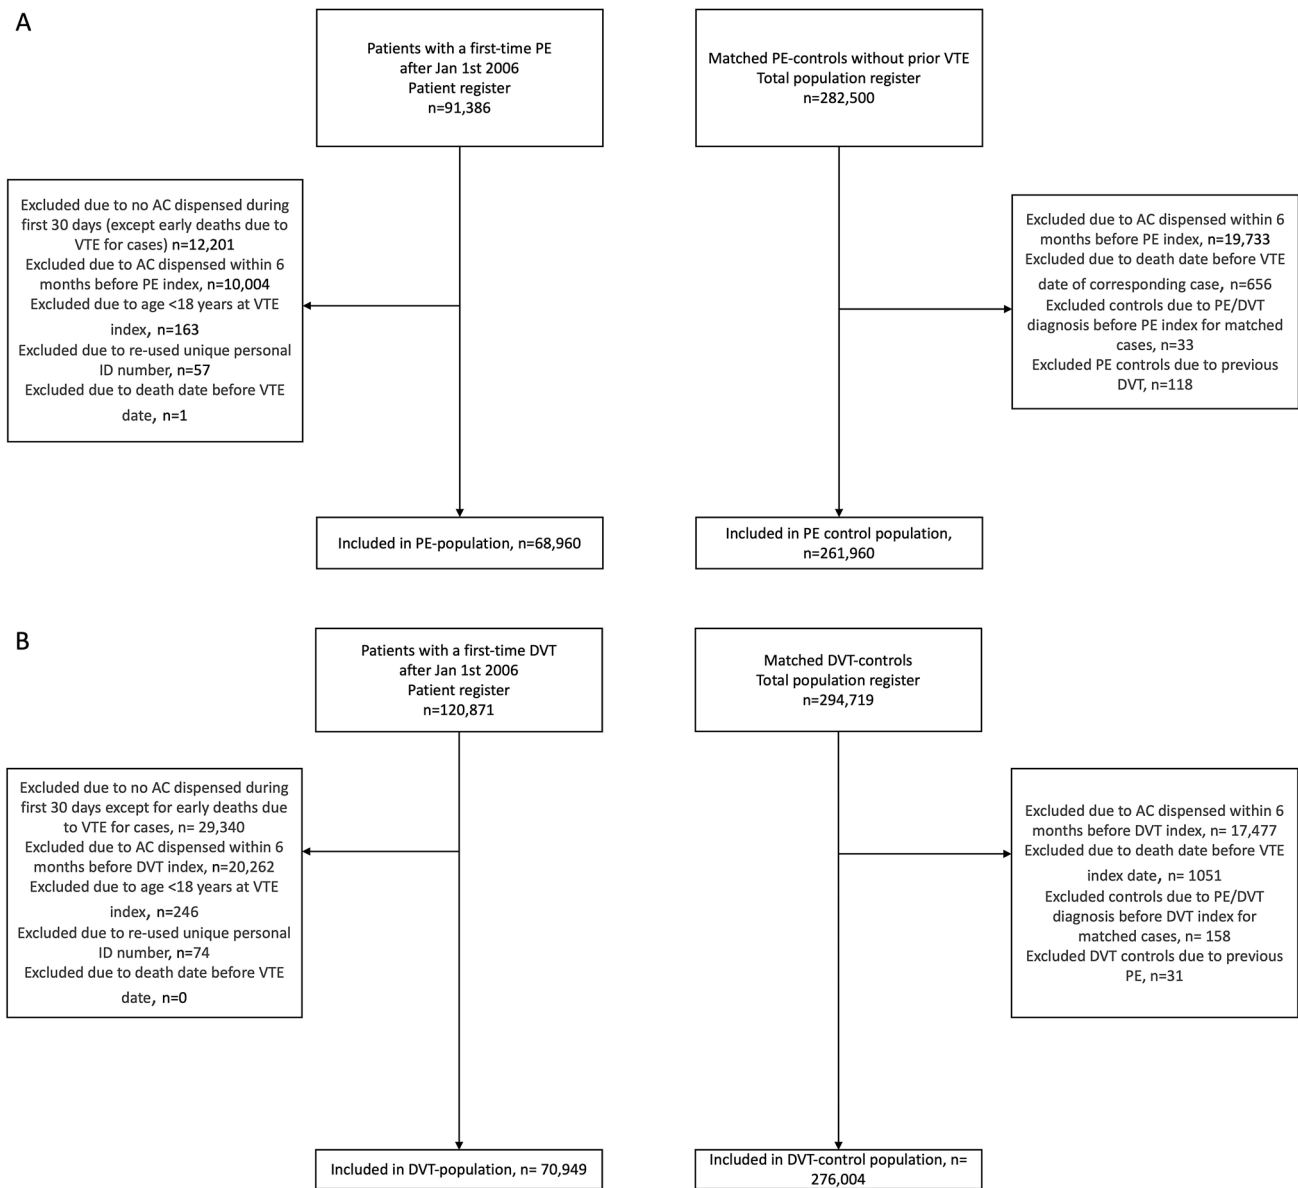 A
Patients with a first-time PE
after Jan 1st 2006
Patient register
n=91,386
Matched PE-controls without prior VTE
Total population register
n=282,500
Excluded due to no AC dispensed during
first 30 days (except early deaths due to
VTE for cases) n=12,201
Excluded due to AC dispensed within 6
months before PE index, n=10,004
Excluded due to age <18 years at VTE
index, n=163
Excluded due to re-used unique personal
ID number, n=57
Excluded due to death date before VTE
date, n=1
Excluded due to AC dispensed within 6
months before PE index, n=19,733
Excluded due to death date before VTE
date of corresponding case, n=656
Excluded controls due to PE/DVT
diagnosis before PE index for matched
cases, n=33
Excluded PE controls due to previous
DVT, n=118
Included in PE-population, n=68,960
Included in PE control population,
n=261,960
B
Patients with a first-time DVT
after Jan 1st 2006
Patient register
n=120,871
Matched DVT-controls
Total population register
n=294,719
Excluded due to no AC dispensed during
first 30 days except for early deaths due
to VTE for cases, n= 29,340
Excluded due to AC dispensed within 6
months before DVT index, n=20,262
Excluded due to age <18 years at VTE
index, n=246
Excluded due to re-used unique personal
ID number, n=74
Excluded due to death date before VTE
date, n=0
Excluded due to AC dispensed within 6
months before DVT index, n= 17,477
Excluded due to death date before VTE
index date, n= 1051
Excluded controls due to PE/DVT
diagnosis before DVT index for
matched cases, n= 158
Excluded DVT controls due to previous
PE, n=31
Included in DVT-population, n= 70,949
Included in DVT-control population, n=
276,004